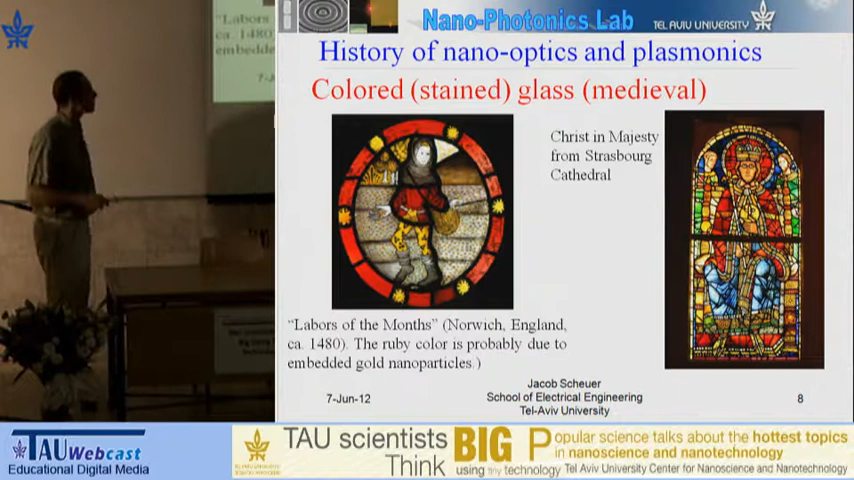 "Labors
ca. 1480)
embedde
7-J
Nano-Photonics Lab
TEL AVIV UNIVERSITY
History of nano-optics and plasmonics
Colored (stained) glass (medieval)
Christ in Majesty
from Strasbourg
Cathedral
"Labors of the Months" (Norwich, England,
ca. 1480). The ruby color is probably due to
embedded gold nanoparticles.)
7-Jun-12
Jacob Scheuer
School of Electrical Engineering
Tel-Aviv University
8
TAU Webcast
Educational Digital Media
TAU scientists
Think BIG
using tiny technology
Popular science talks about the hottest topics
in nanoscience and nanotechnology
Tel Aviv University Center for Nanoscience and Nanotechnology